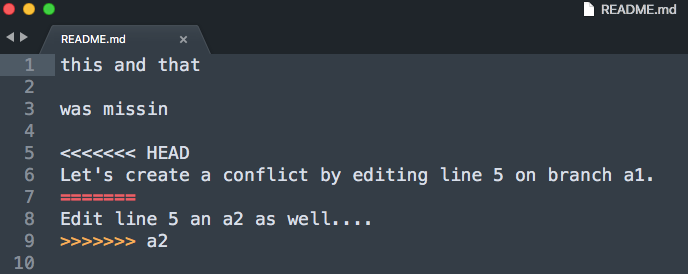 README.md
README.md ×
1 this and that
2
3 was missin
4
5 <<<<<<< HEAD
6 Let's create a conflict by editing line 5 on branch a1.
7 =======
8 Edit line 5 an a2 as well....
9 >>>>>>> a2
10